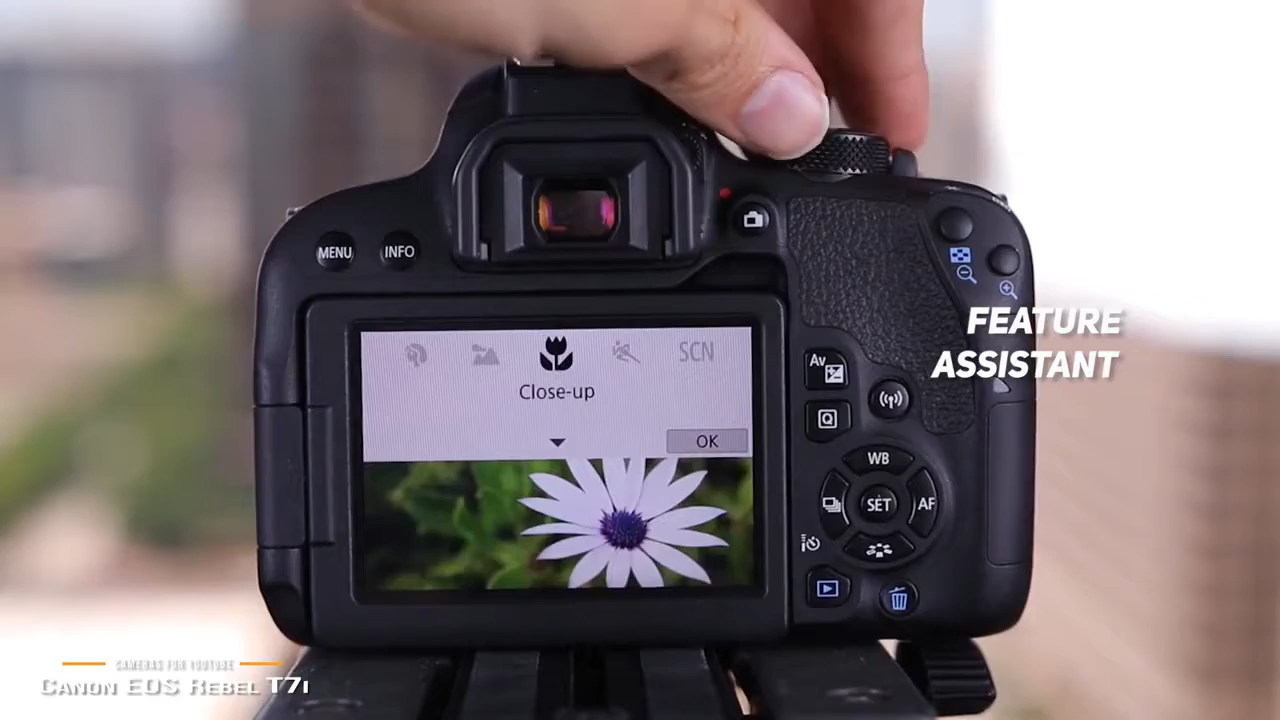 MENU
INFO
SCN
Close-up
OK
FEATURE
ASSISTANT
Av
Q
WB
SET
AF
CAMERAS FOR YOUTUBE
CANON EOS REBEL T7i